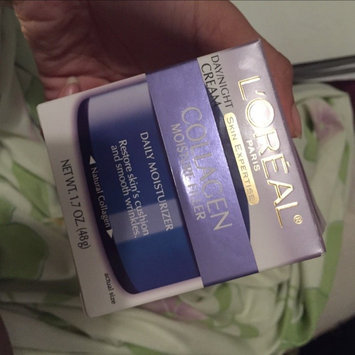 L'ORÉAL®
PARIS
SKIN EXPERTISE
DAY/NIGHT
CREAM
COLLAGEN
MOISTURE FILLER
DAILY MOISTURIZER
Restore skin's cushion
and smooth wrinkles.
Natural Collagen
NET WT. 1.7 OZ. (48g)
actual size